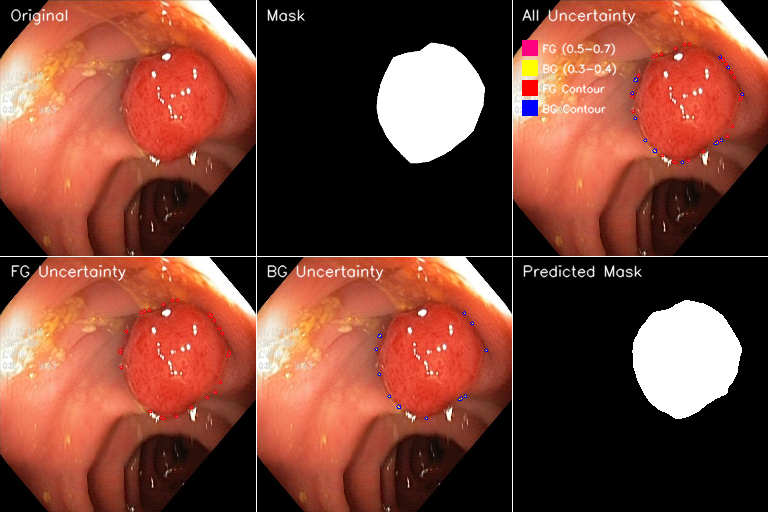 Original
Mask
All Uncertainty
FG (0.5-0.7)
BG (0.3-0.4)
FG Contour
BG Contour
FG Uncertainty
BG Uncertainty
Predicted Mask